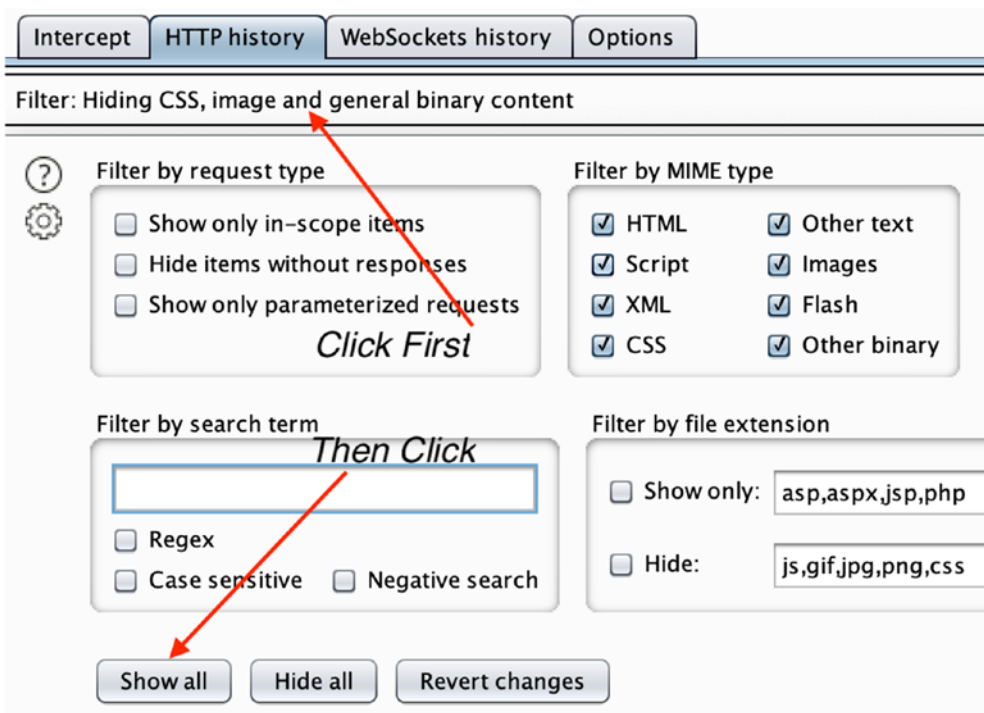 Intercept HTTP history WebSockets history Options
Filter: Hiding CSS, image and general binary content
?
Filter by request type
Show only in-scope items
Hide items without responses
Show only parameterized requests
Click First
Filter by MIME type
HTML Other text
Script Images
XML Flash
CSS Other binary
Filter by search term
Then Click
Regex
Case sensitive Negative search
Filter by file extension
Show only: asp,aspx,jsp,php
Hide: js,gif,jpg,png,css
Show all Hide all Revert changes